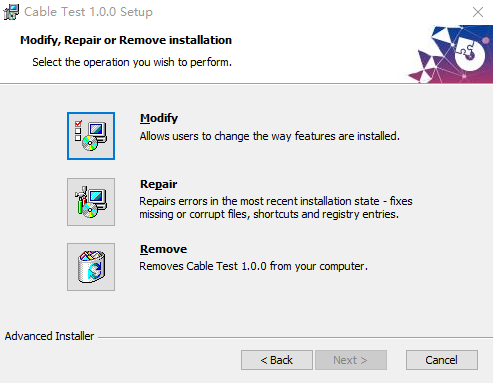 Cable Test 1.0.0 Setup
Modify, Repair or Remove installation
Select the operation you wish to perform.
Modify
Allows users to change the way features are installed.
Repair
Repairs errors in the most recent installation state - fixes
missing or corrupt files, shortcuts and registry entries.
Remove
Removes Cable Test 1.0.0 from your computer.
Advanced Installer
< Back
Next >
Cancel